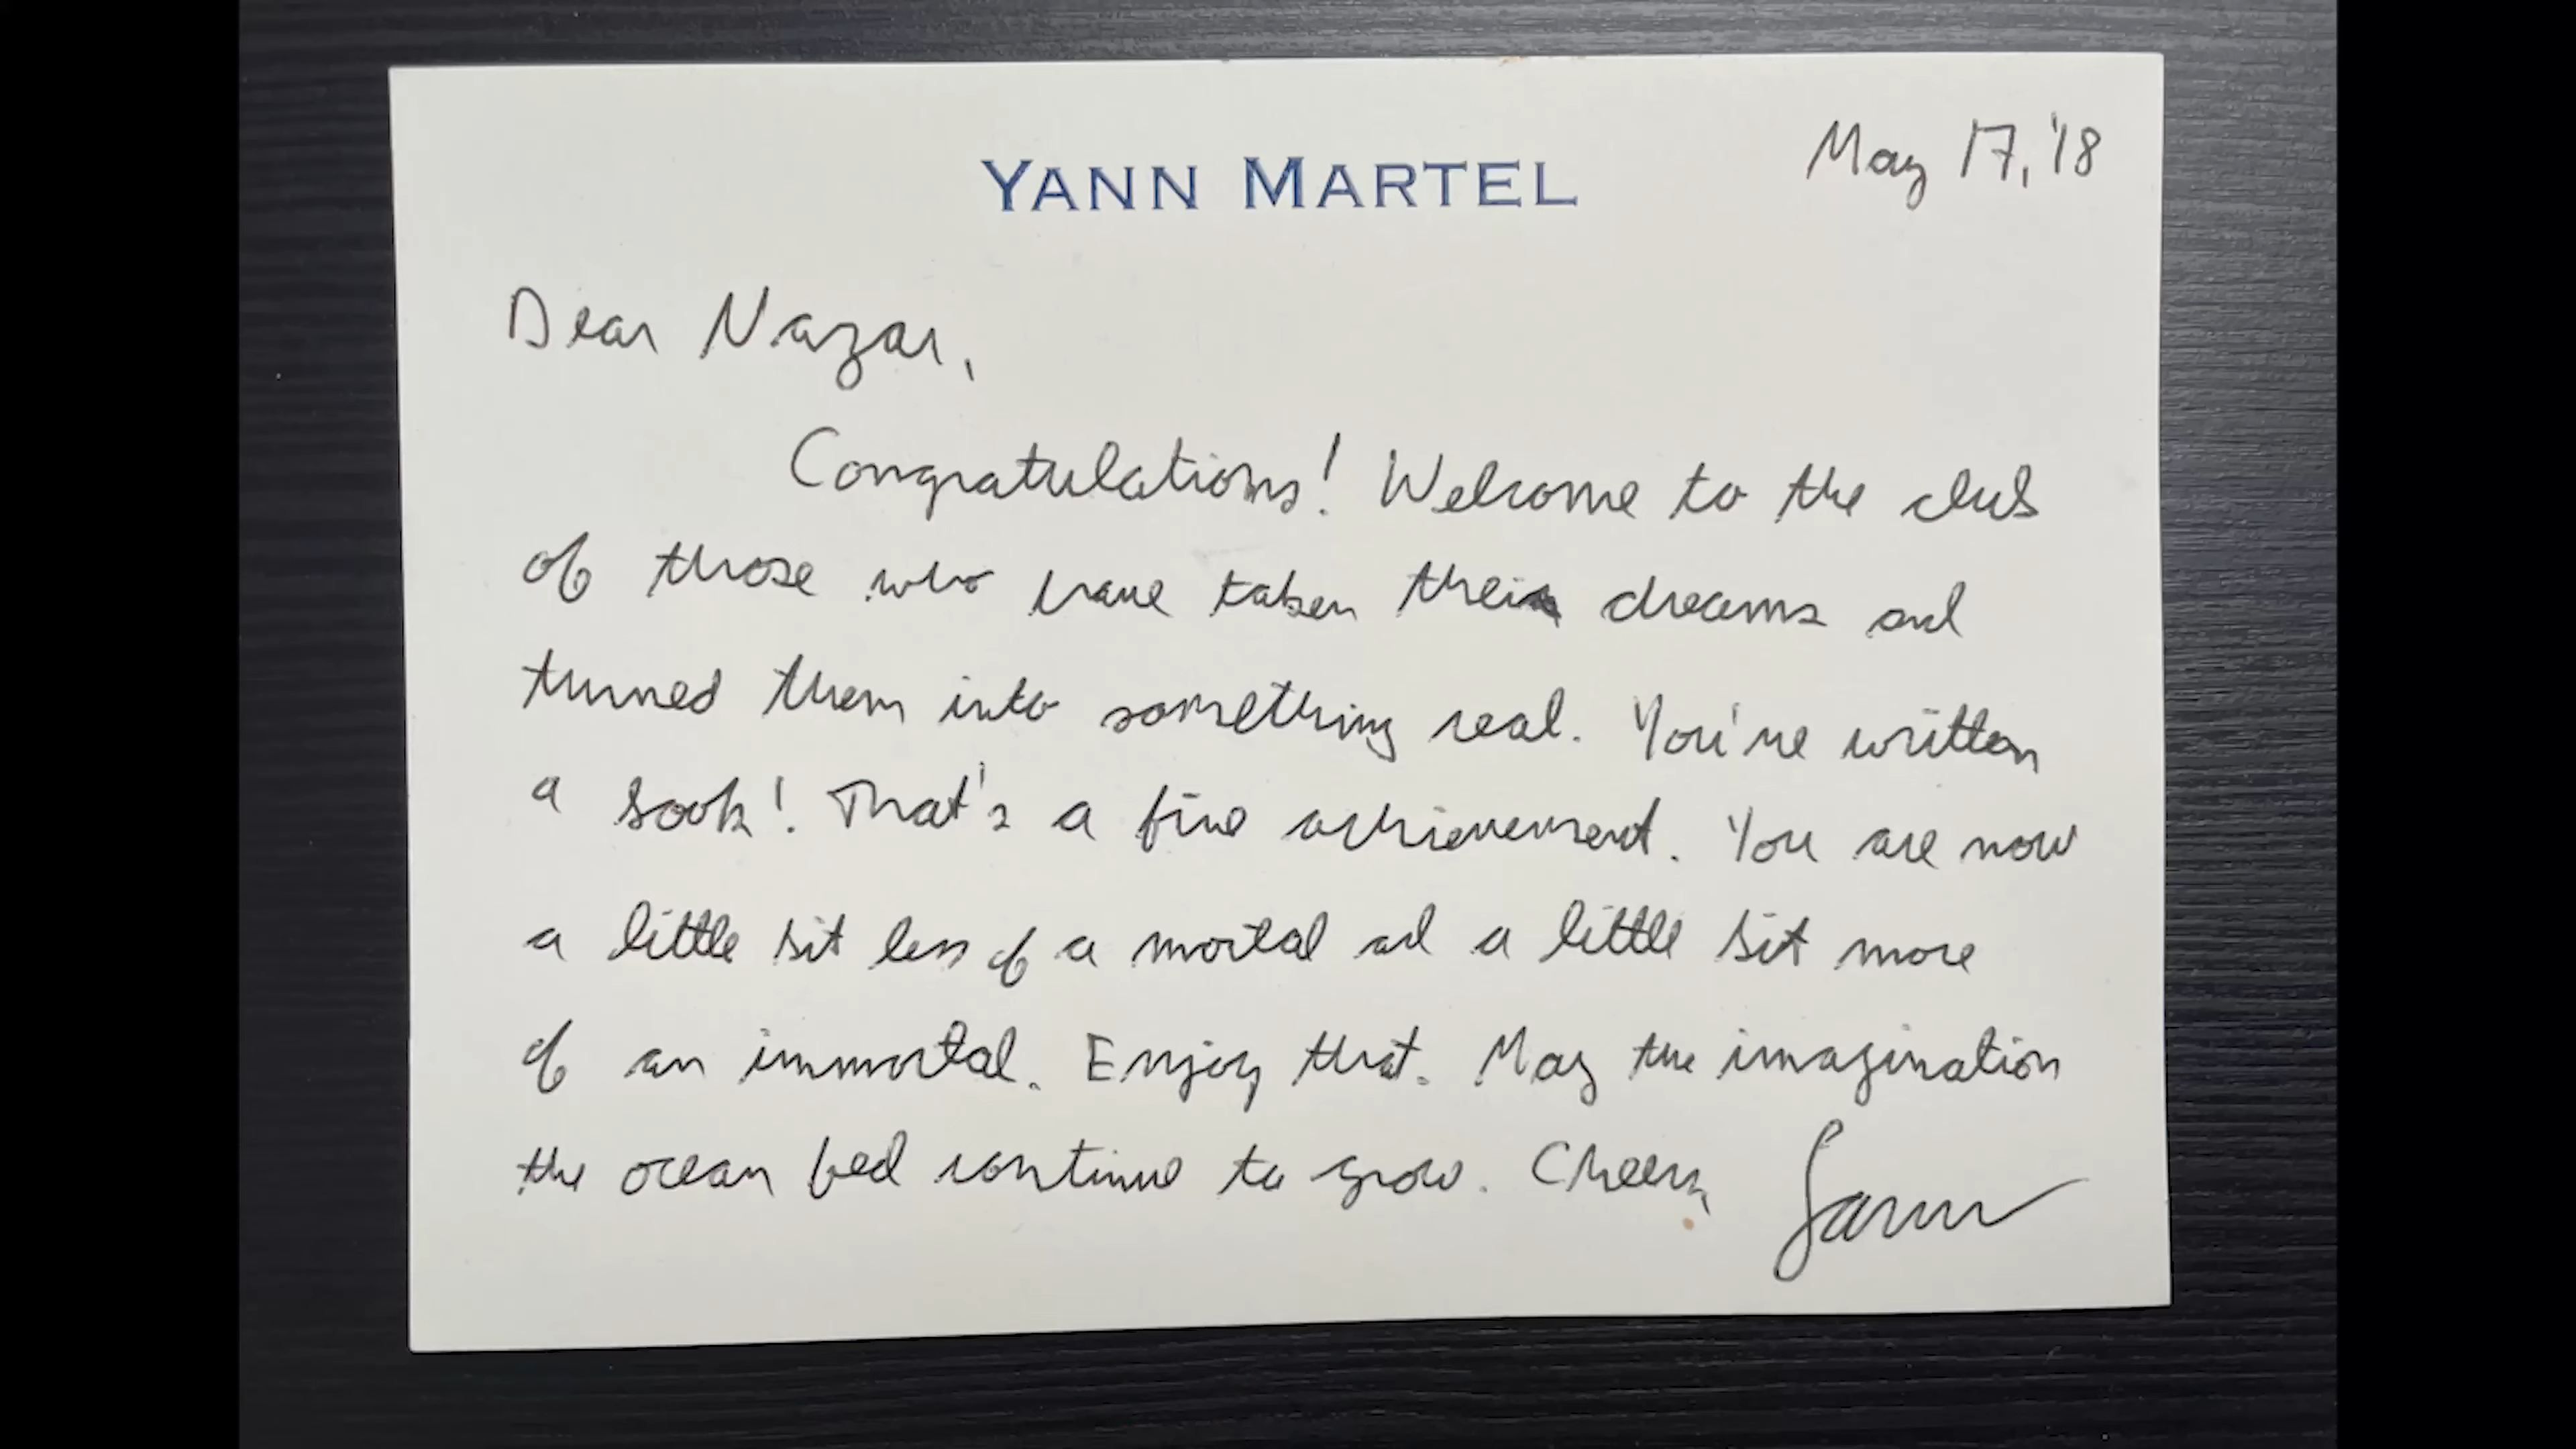 YANN MARTEL
May 17, '18
Dear Nazar,
Congratulations! Welcome to the club
of those who have taken their dreams and
turned them into something real. You've written
a book! That's a fine achievement. You are now
a little bit less of a mortal and a little bit more
of an immortal. Enjoy that. May the imagination
the ocean bed continue to grow. Cheers,
Yann